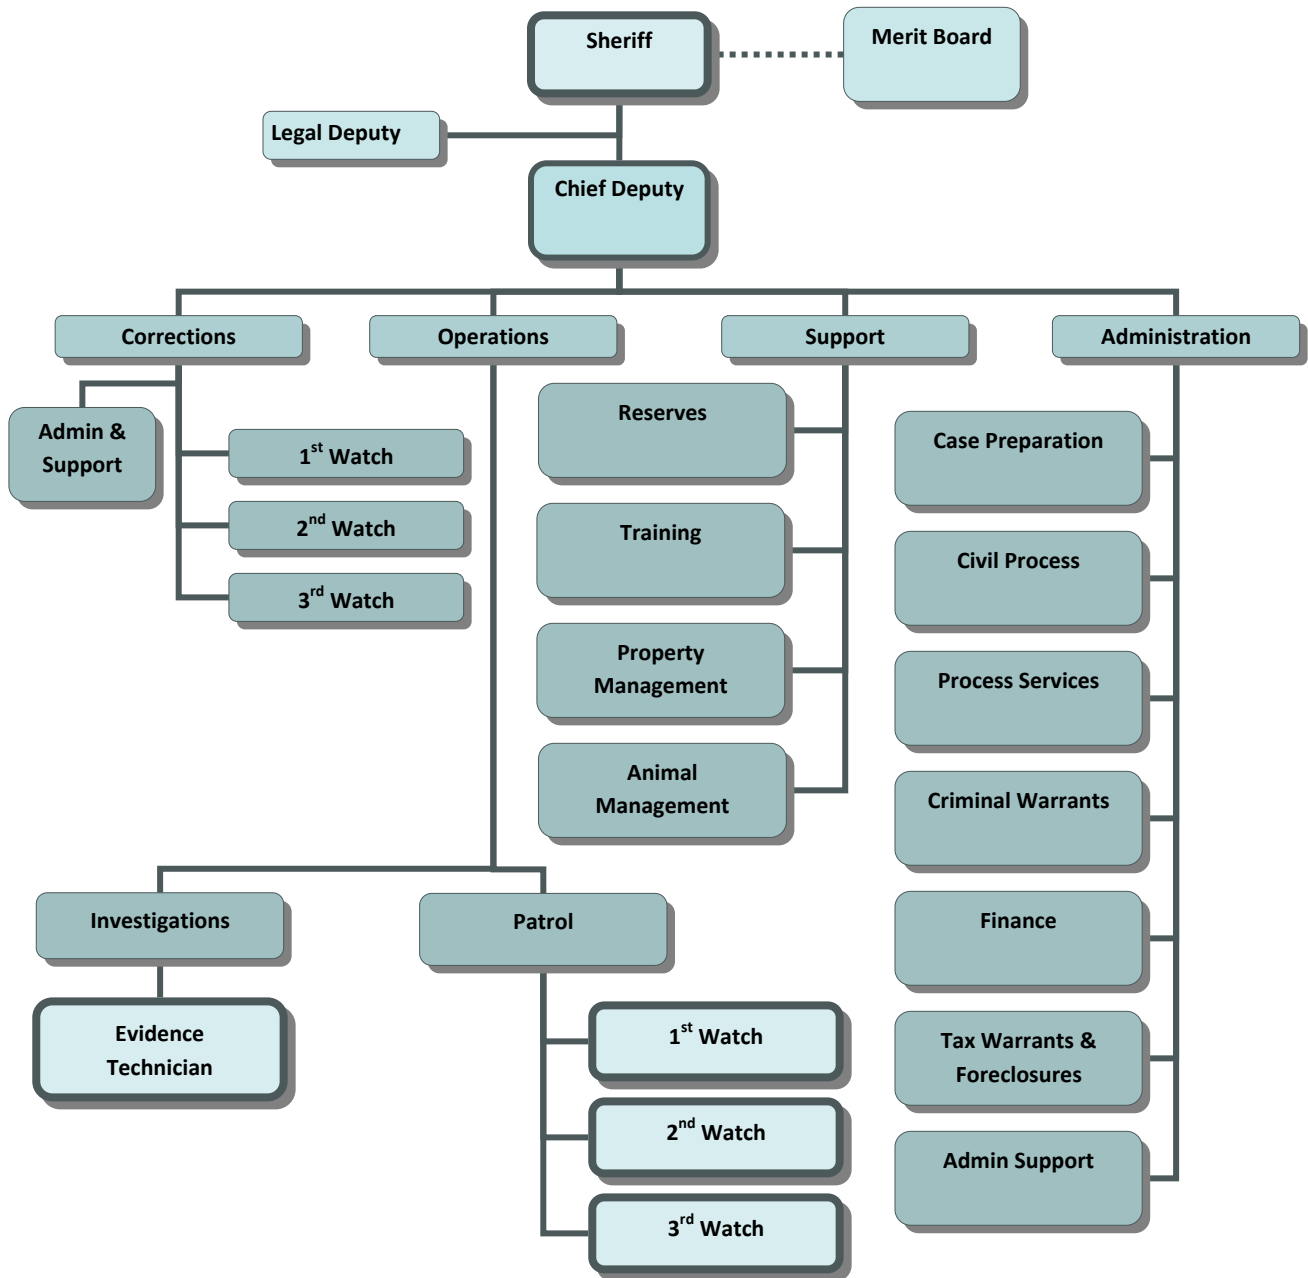 Sheriff
Merit Board
Legal Deputy
Chief Deputy
Corrections
Operations
Support
Administration
Admin &
Support
1st Watch
2nd Watch
3rd Watch
Reserves
Training
Property
Management
Animal
Management
Case Preparation
Civil Process
Process Services
Criminal Warrants
Finance
Tax Warrants &
Foreclosures
Admin Support
Investigations
Evidence
Technician
Patrol
1st Watch
2nd Watch
3rd Watch